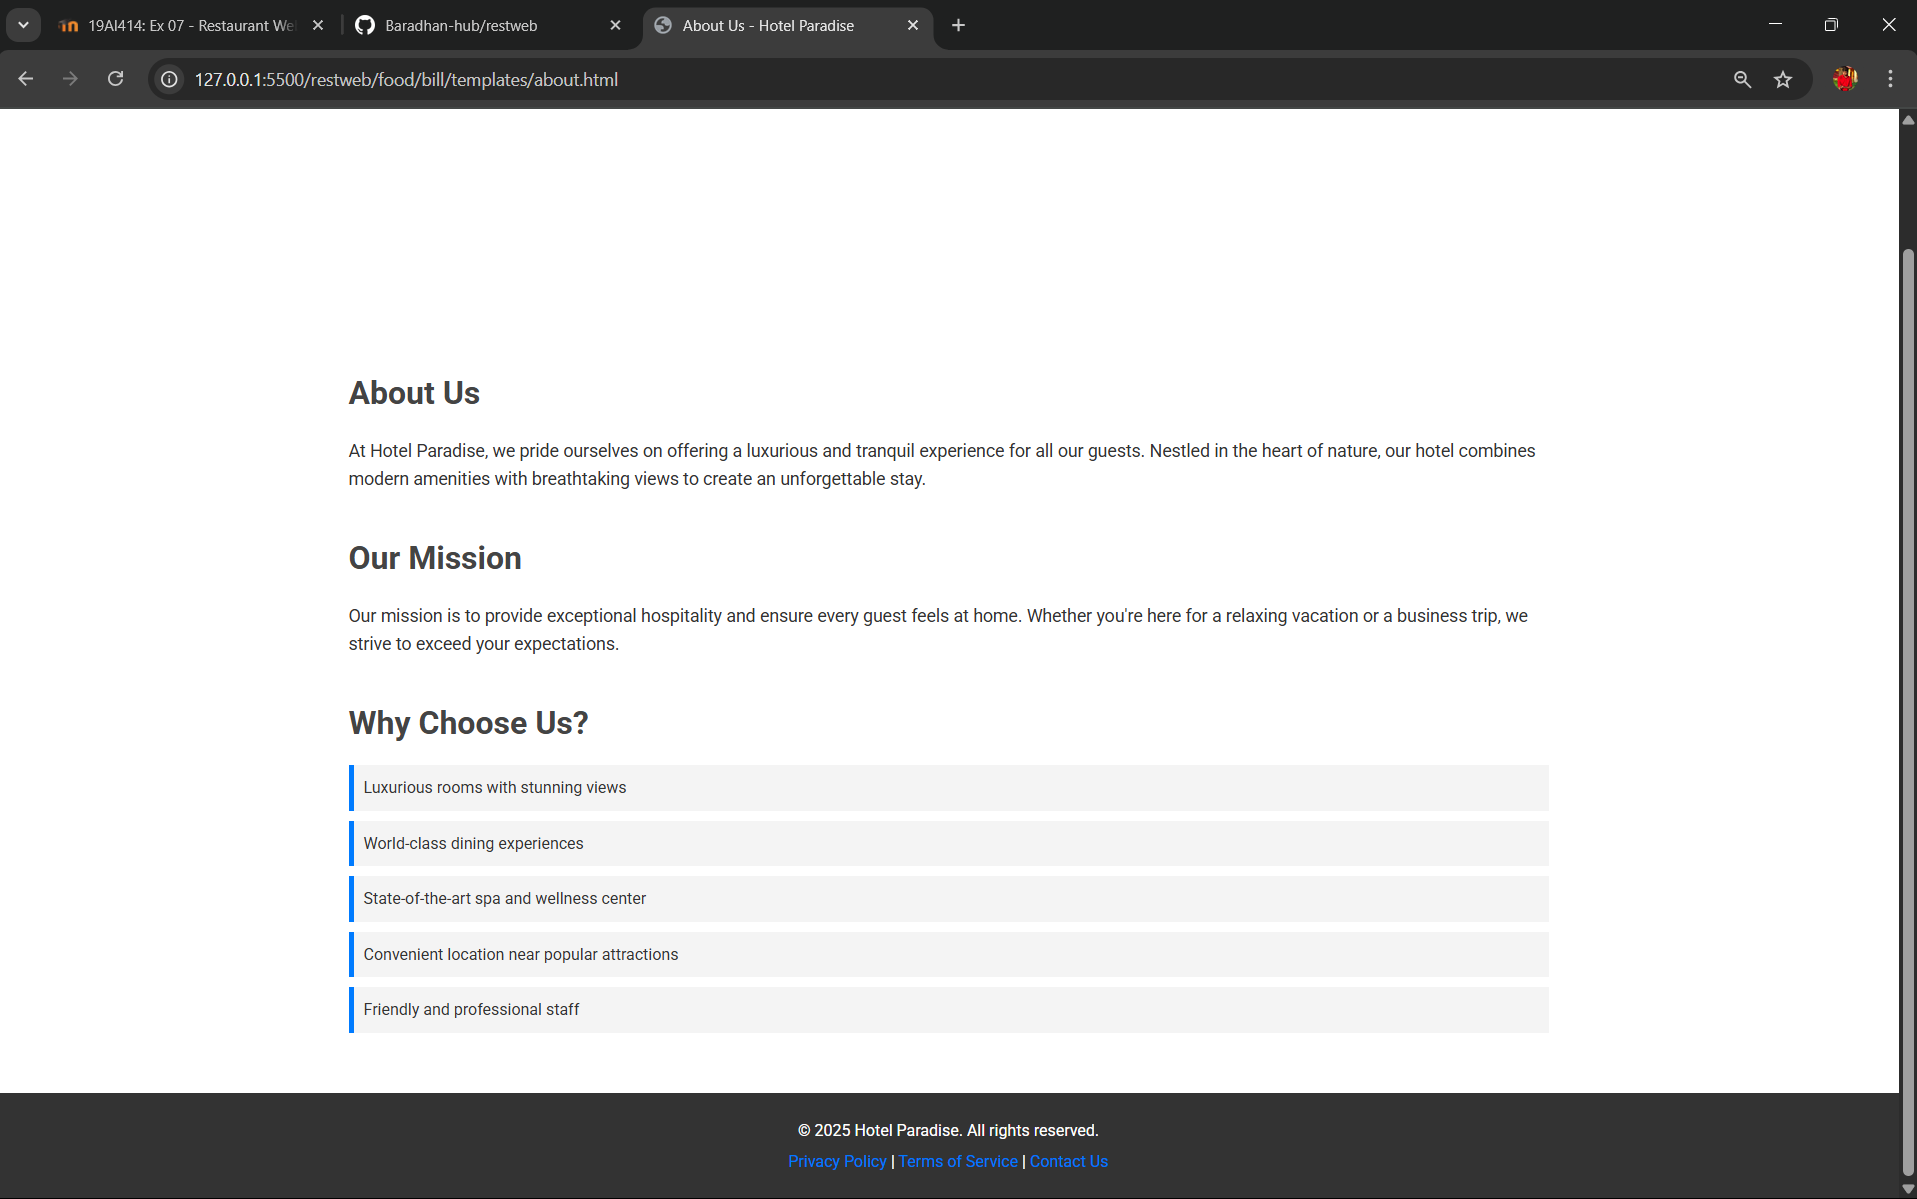 19AI414: Ex 07 - Restaurant We
Baradhan-hub/restweb
About Us - Hotel Paradise
127.0.0.1:5500/restweb/food/bill/templates/about.html
About Us
At Hotel Paradise, we pride ourselves on offering a luxurious and tranquil experience for all our guests. Nestled in the heart of nature, our hotel combines
modern amenities with breathtaking views to create an unforgettable stay.
Our Mission
Our mission is to provide exceptional hospitality and ensure every guest feels at home. Whether you're here for a relaxing vacation or a business trip, we
strive to exceed your expectations.
Why Choose Us?
Luxurious rooms with stunning views
World-class dining experiences
State-of-the-art spa and wellness center
Convenient location near popular attractions
Friendly and professional staff
© 2025 Hotel Paradise. All rights reserved.
Privacy Policy | Terms of Service | Contact Us